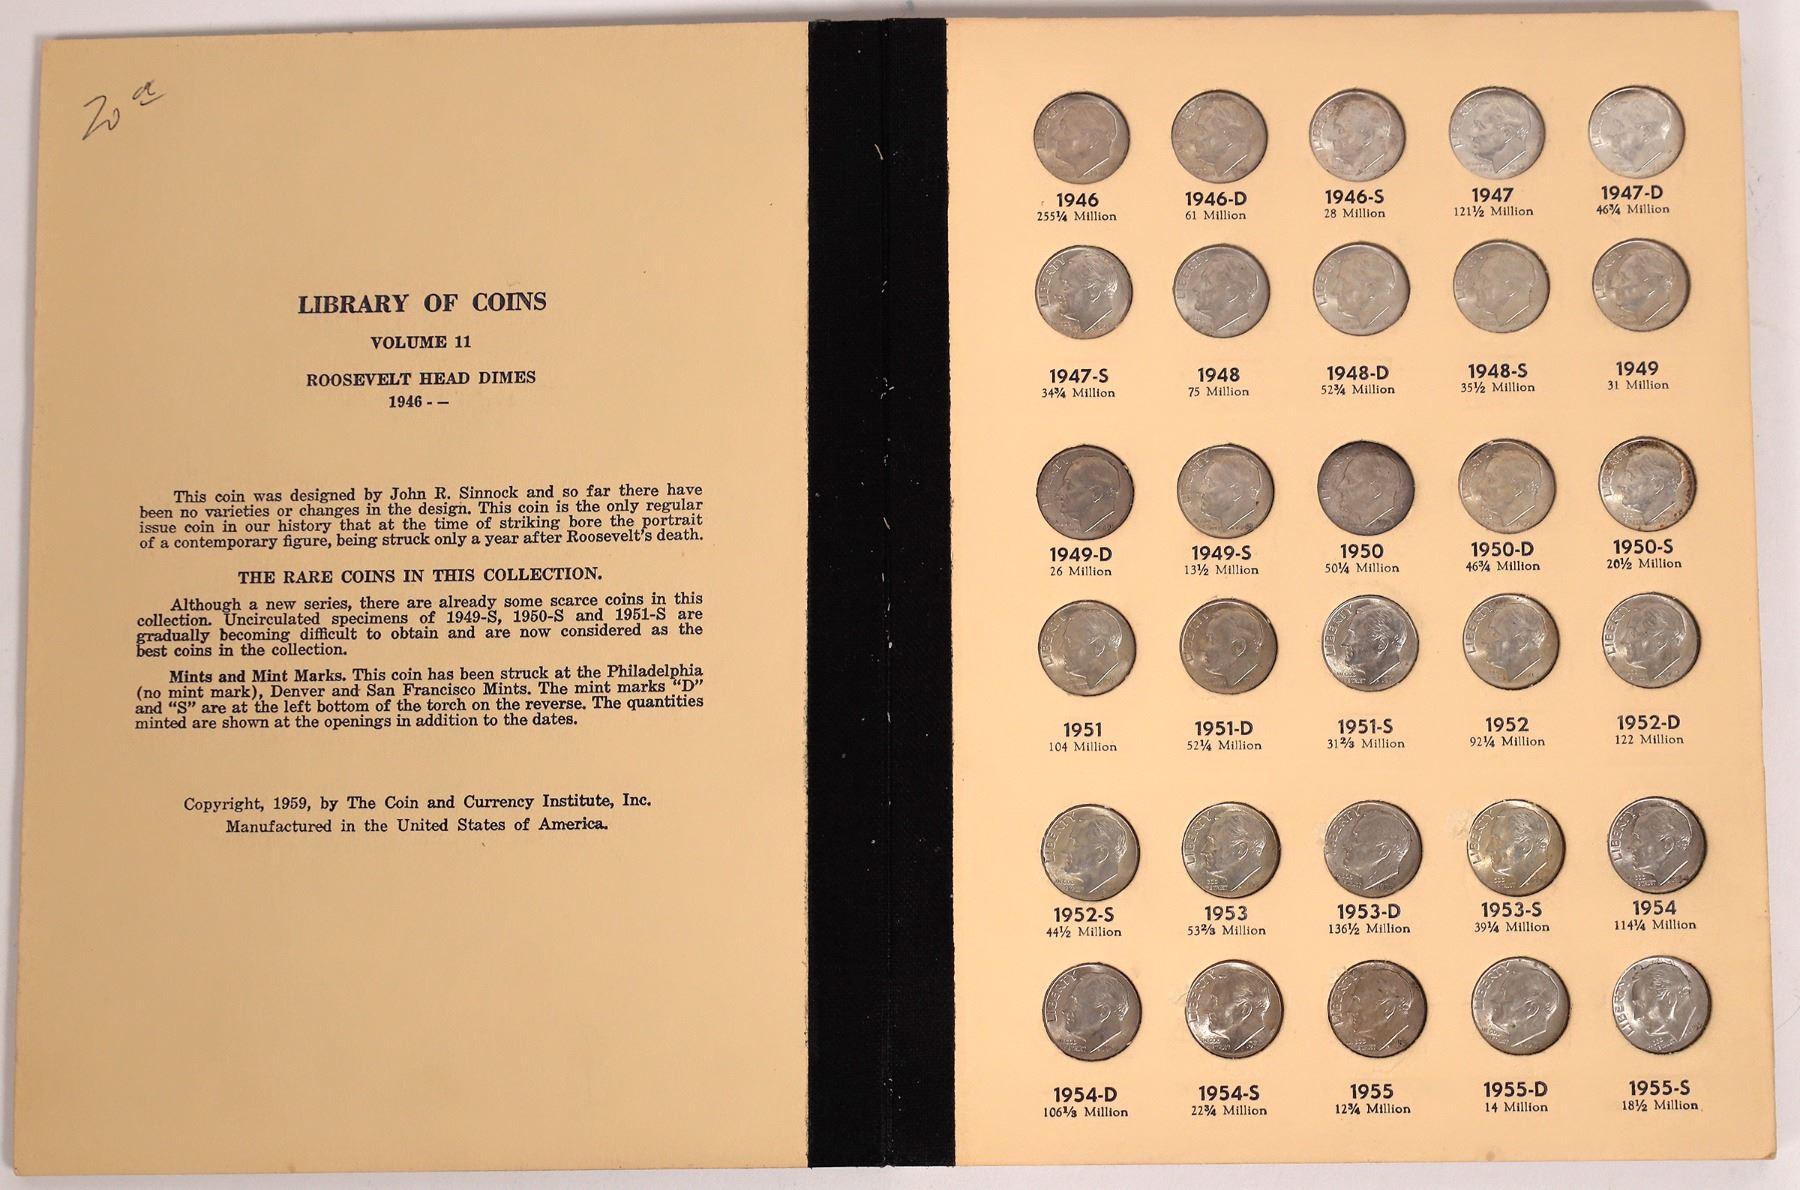 LIBRARY OF COINS
VOLUME 11
ROOSEVELT HEAD DIMES
1946 - –
This coin was designed by John R. Sinnock and so far there have
been no varieties or changes in the design. This coin is the only regular
issue coin in our history that at the time of striking bore the portrait
of a contemporary figure, being struck only a year after Roosevelt's death.
THE RARE COINS IN THIS COLLECTION.
Although a new series, there are already some scarce coins in this
collection. Uncirculated specimens of 1949-S, 1950-S and 1951-S are
gradually becoming difficult to obtain and are now considered as the
best coins in the collection.
Mints and Mint Marks. This coin has been struck at the Philadelphia
(no mint mark), Denver and San Francisco Mints. The mint marks "D"
and "S" are at the left bottom of the torch on the reverse. The quantities
minted are shown at the openings in addition to the dates.
Copyright, 1959, by The Coin and Currency Institute, Inc.
Manufactured in the United States of America.
1946 1946-D 1946-S 1947 1947-D
255¼ Million 61 Million 28 Million 121½ Million 46¾ Million
1947-S 1948 1948-D 1948-S 1949
34¾ Million 75 Million 52¾ Million 35½ Million 31 Million
1949-D 1949-S 1950 1950-D 1950-S
26 Million 13½ Million 50¼ Million 46¾ Million 20½ Million
1951 1951-D 1951-S 1952 1952-D
104 Million 52¼ Million 31⅔ Million 92¼ Million 122 Million
1952-S 1953 1953-D 1953-S 1954
44½ Million 53⅔ Million 136½ Million 39¼ Million 114¼ Million
1954-D 1954-S 1955 1955-D 1955-S
106⅓ Million 22¾ Million 12¾ Million 14 Million 18½ Million